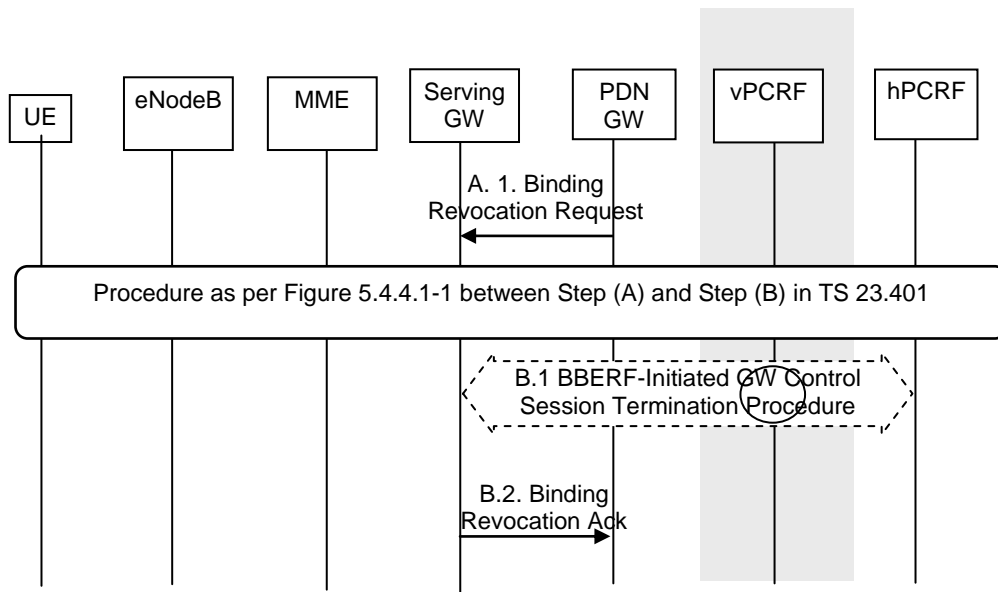 UE
eNodeB
MME
Serving
GW
PDN
GW
vPCRF
hPCRF
A. 1. Binding
Revocation Request
Procedure as per Figure 5.4.4.1-1 between Step (A) and Step (B) in TS 23.401
B.1 BBERF-Initiated GW Control
Session Termination Procedure
B.2. Binding
Revocation Ack